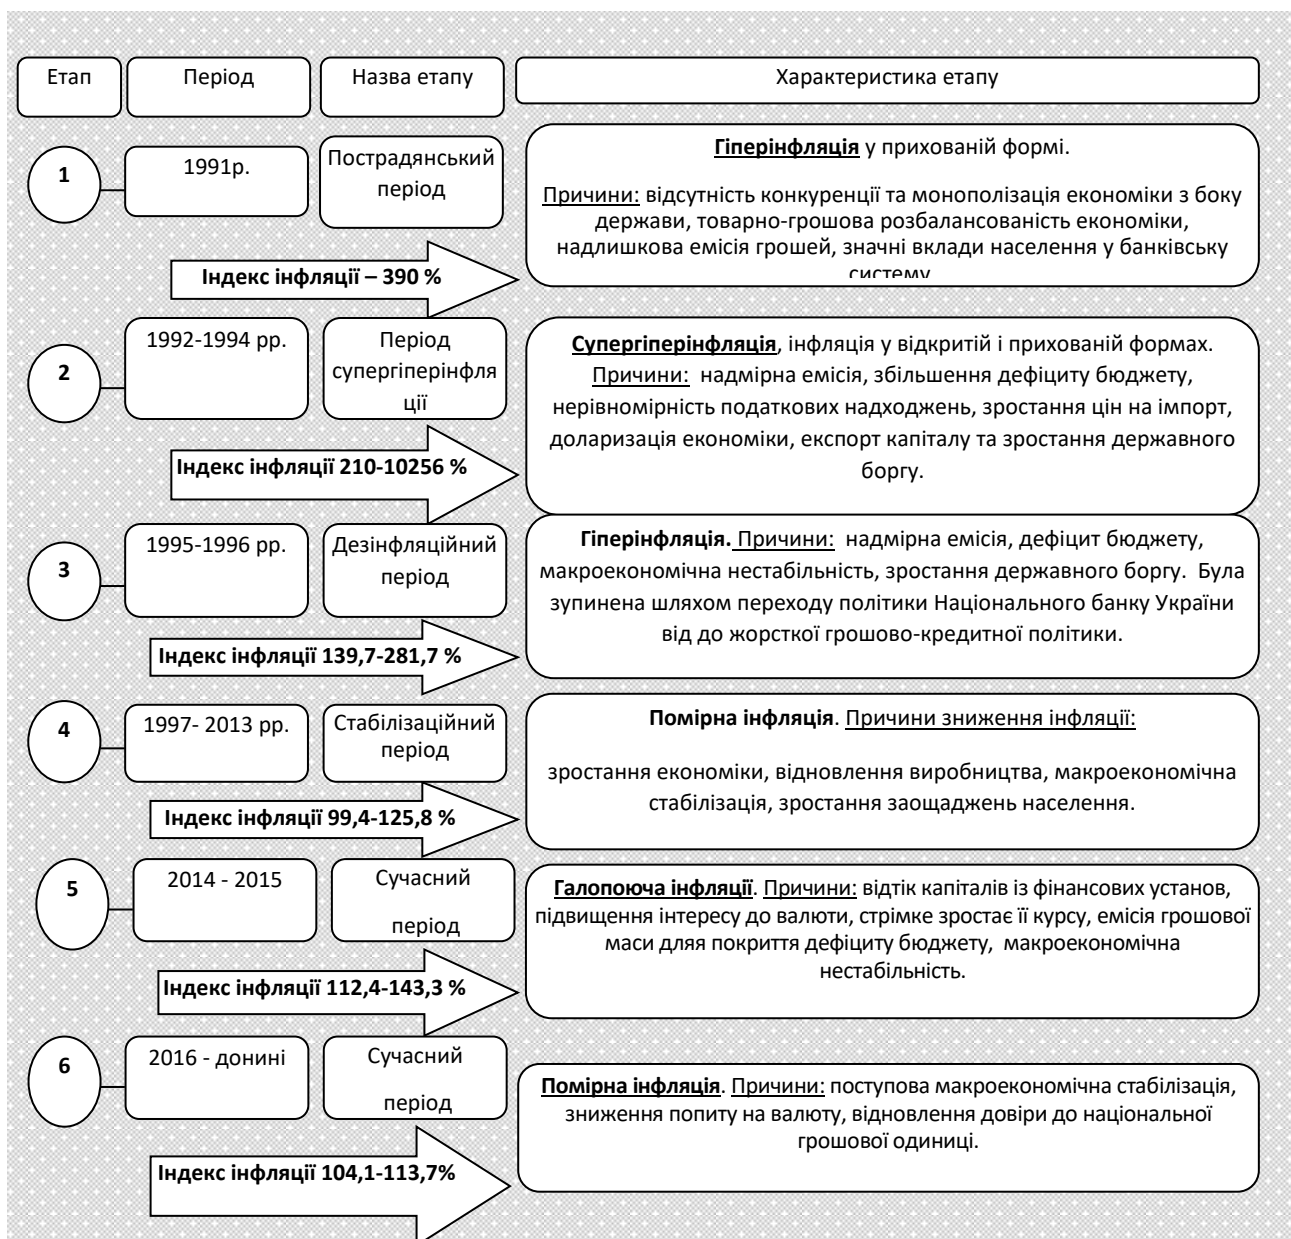 Етап
Період
Назва етапу
Характеристика етапу
1
1991р.
Пострадянський
період
Гіперінфляція у прихованій формі.
Причини: відсутність конкуренції та монополізація економіки з боку
держави, товарно-грошова розбалансованість економіки,
надлишкова емісія грошей, значні вклади населення у банківську
систему
Індекс інфляції – 390 %
2
1992-1994 рр.
Період
супергіперінфля
ції
Супергіперінфляція, інфляція у відкритій і прихованій формах.
Причини: надмірна емісія, збільшення дефіциту бюджету,
нерівномірність податкових надходжень, зростання цін на імпорт,
доларизація економіки, експорт капіталу та зростання державного
боргу.
Індекс інфляції 210-10256 %
3
1995-1996 рр.
Дезінфляційний
період
Гіперінфляція. Причини: надмірна емісія, дефіцит бюджету,
макроекономічна нестабільність, зростання державного боргу. Була
зупинена шляхом переходу політики Національного банку України
від до жорсткої грошово-кредитної політики.
Індекс інфляції 139,7-281,7 %
4
1997- 2013 рр.
Стабілізаційний
період
Помірна інфляція. Причини зниження інфляції:
зростання економіки, відновлення виробництва, макроекономічна
стабілізація, зростання заощаджень населення.
Індекс інфляції 99,4-125,8 %
5
2014 - 2015
Сучасний
період
Галопоюча інфляції. Причини: відтік капіталів із фінансових установ,
підвищення інтересу до валюти, стрімке зростає її курсу, емісія грошової
маси дляя покриття дефіциту бюджету, макроекономічна
нестабільність.
Індекс інфляції 112,4-143,3 %
6
2016 - донині
Сучасний
період
Помірна інфляція. Причини: поступова макроекономічна стабілізація,
зниження попиту на валюту, відновлення довіри до національної
грошової одиниці.
Індекс інфляції 104,1-113,7%